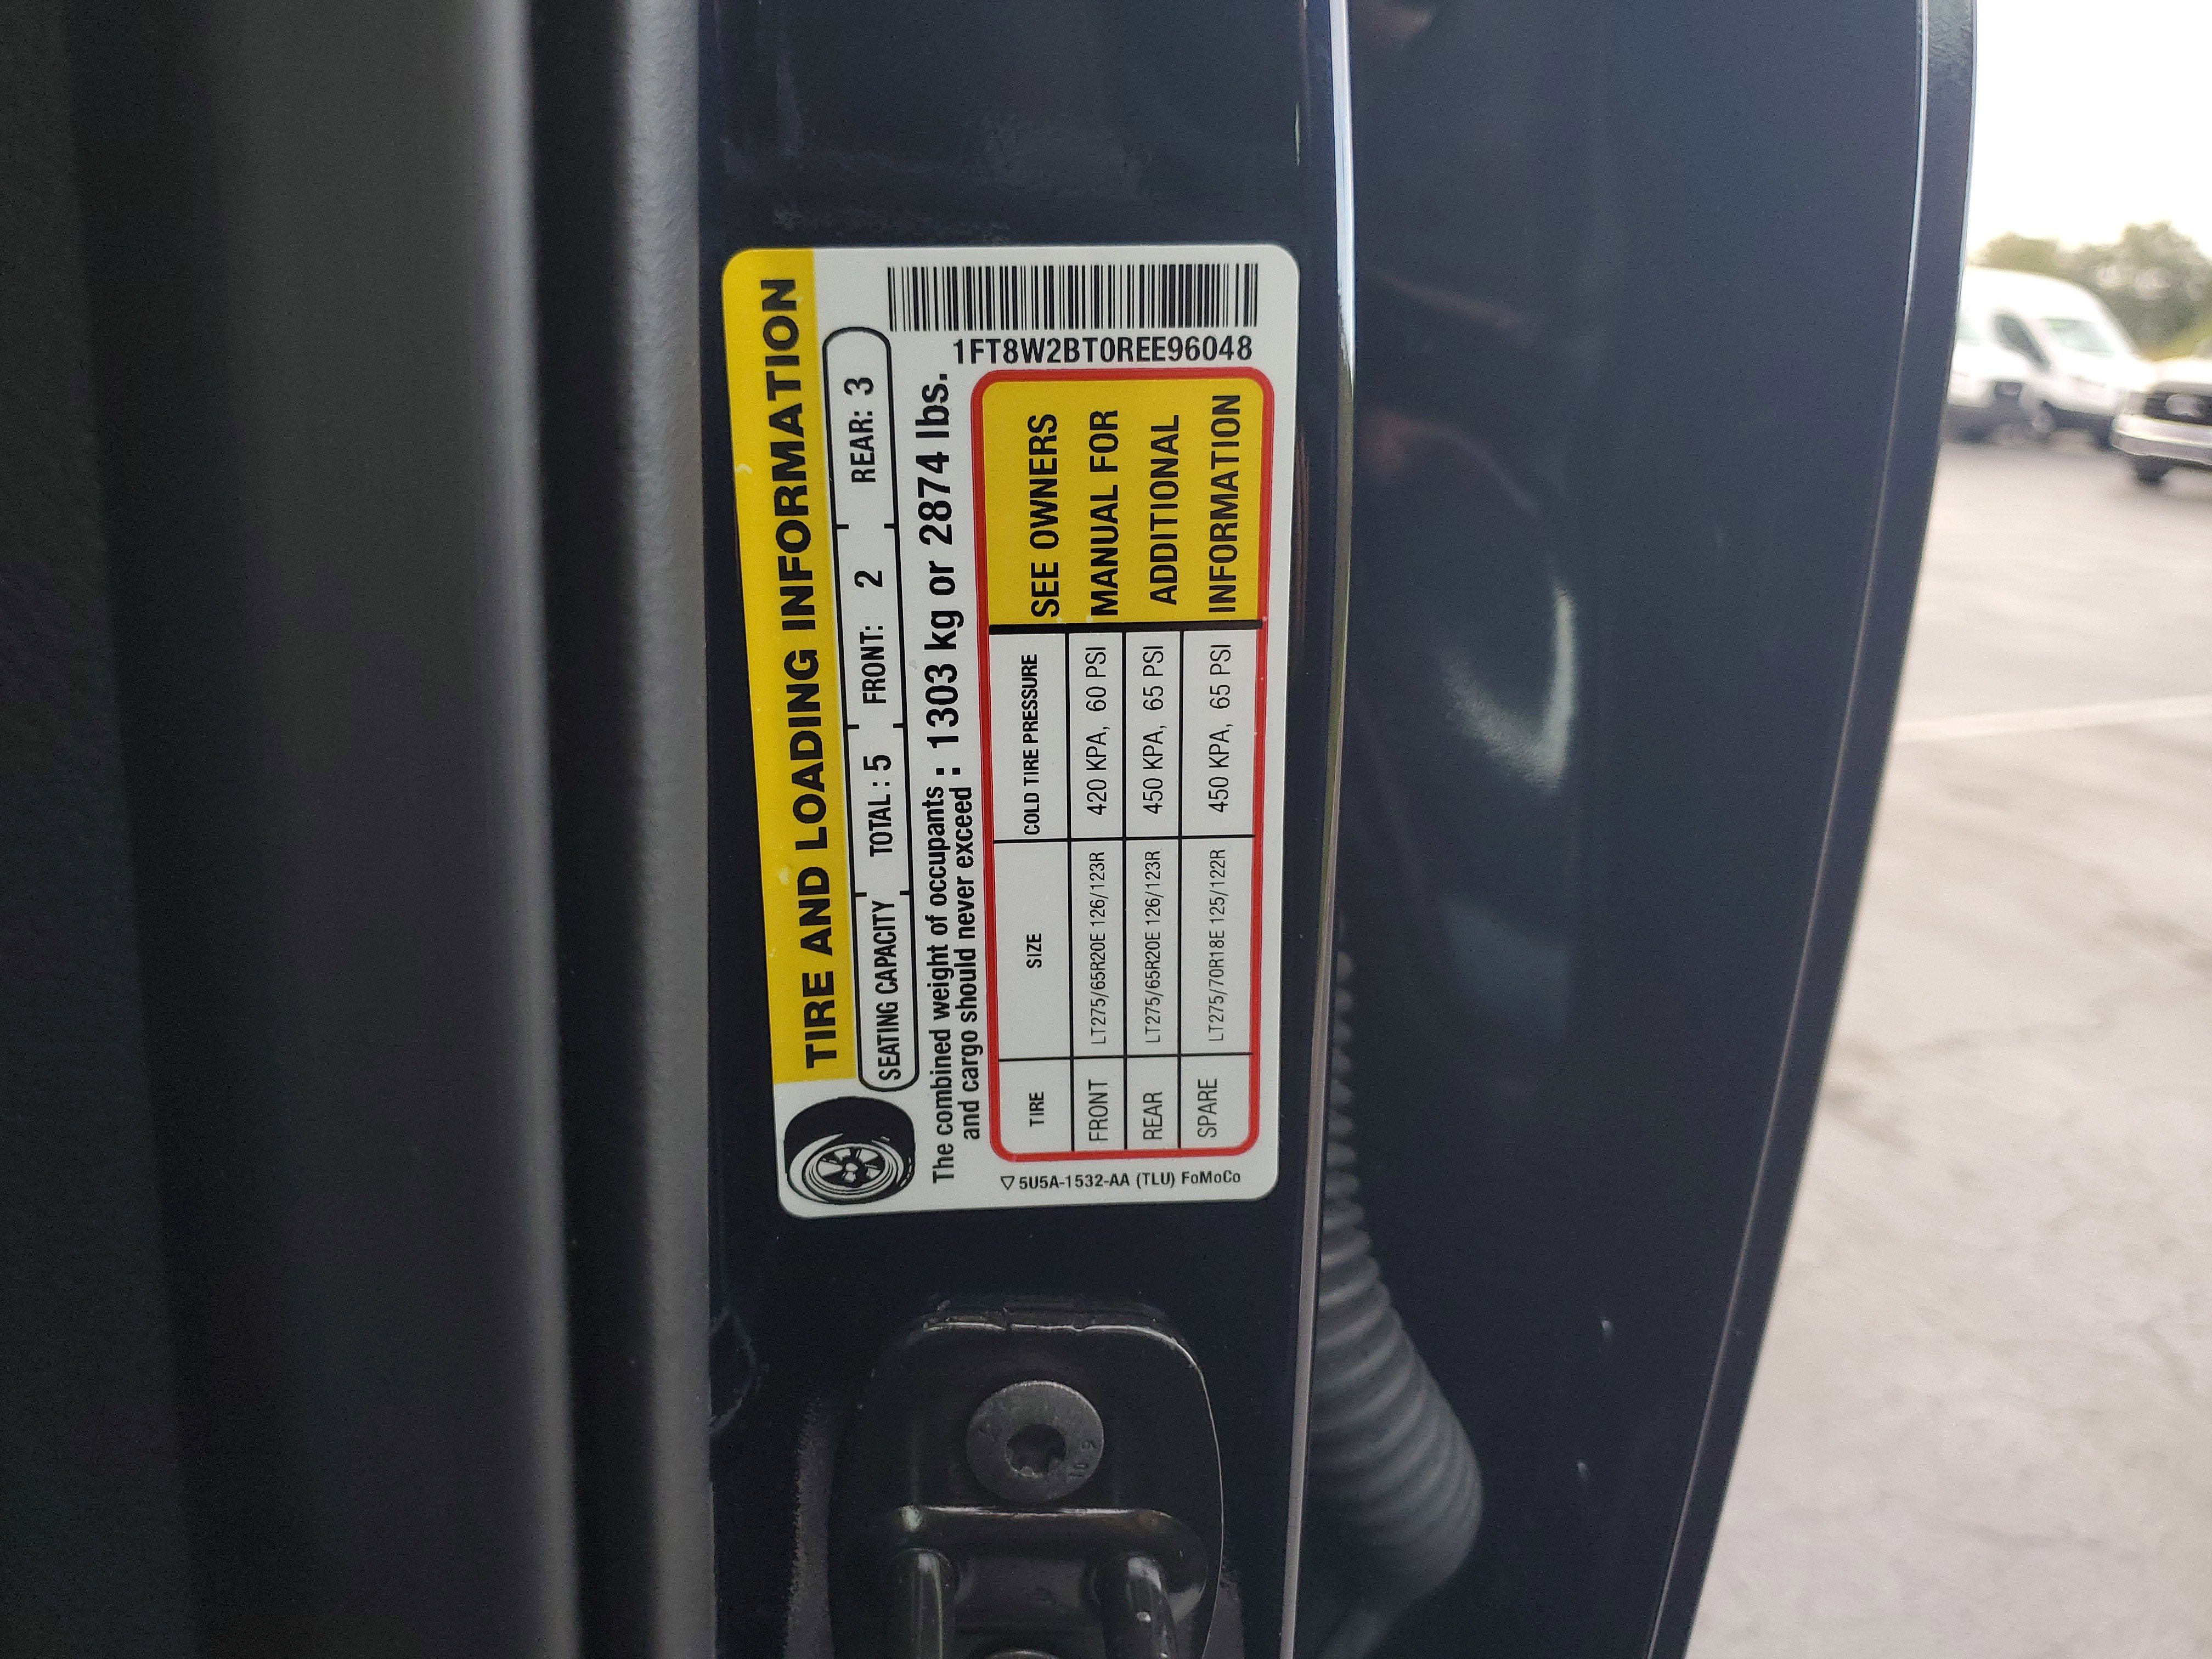 TIRE AND LOADING INFORMATION
SEATING CAPACITY TOTAL : 5 FRONT: 2 REAR: 3
The combined weight of occupants : 1303 kg or 2874 lbs.
and cargo should never exceed :
1FT8W2BT0REE96048
TIRE SIZE COLD TIRE PRESSURE
FRONT LT275/65R20E 126/123R 420 KPA, 60 PSI
REAR LT275/65R20E 126/123R 450 KPA, 65 PSI
SPARE LT275/70R18E 125/122R 450 KPA, 65 PSI
SEE OWNERS
MANUAL FOR
ADDITIONAL
INFORMATION
5U5A-1532-AA (TLU) FoMoCo